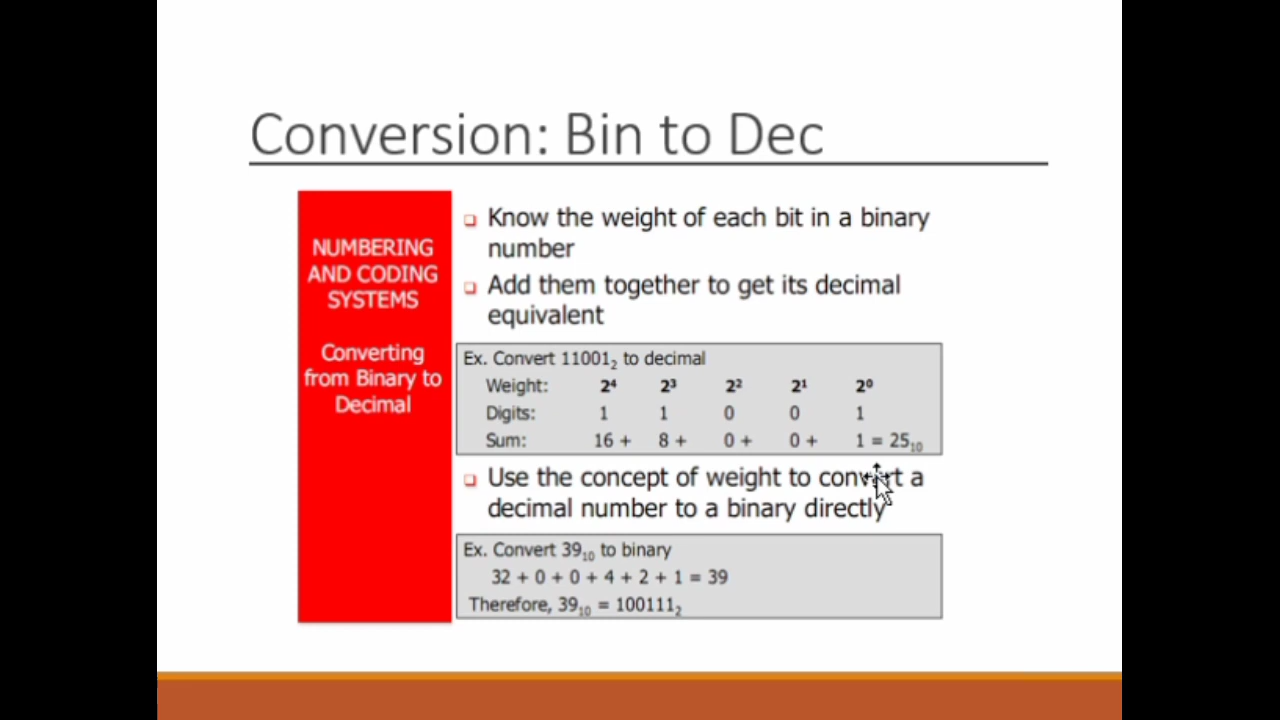 Conversion: Bin to Dec
NUMBERING
AND CODING
SYSTEMS
Converting
from Binary to
Decimal
❑ Know the weight of each bit in a binary
number
❑ Add them together to get its decimal
equivalent
Ex. Convert 11001₂ to decimal
Weight: 2⁴ 2³ 2² 2¹ 2⁰
Digits: 1 1 0 0 1
Sum: 16 + 8 + 0 + 0 + 1 = 25₁₀
❑ Use the concept of weight to convert a
decimal number to a binary directly
Ex. Convert 39₁₀ to binary
32 + 0 + 0 + 4 + 2 + 1 = 39
Therefore, 39₁₀ = 100111₂